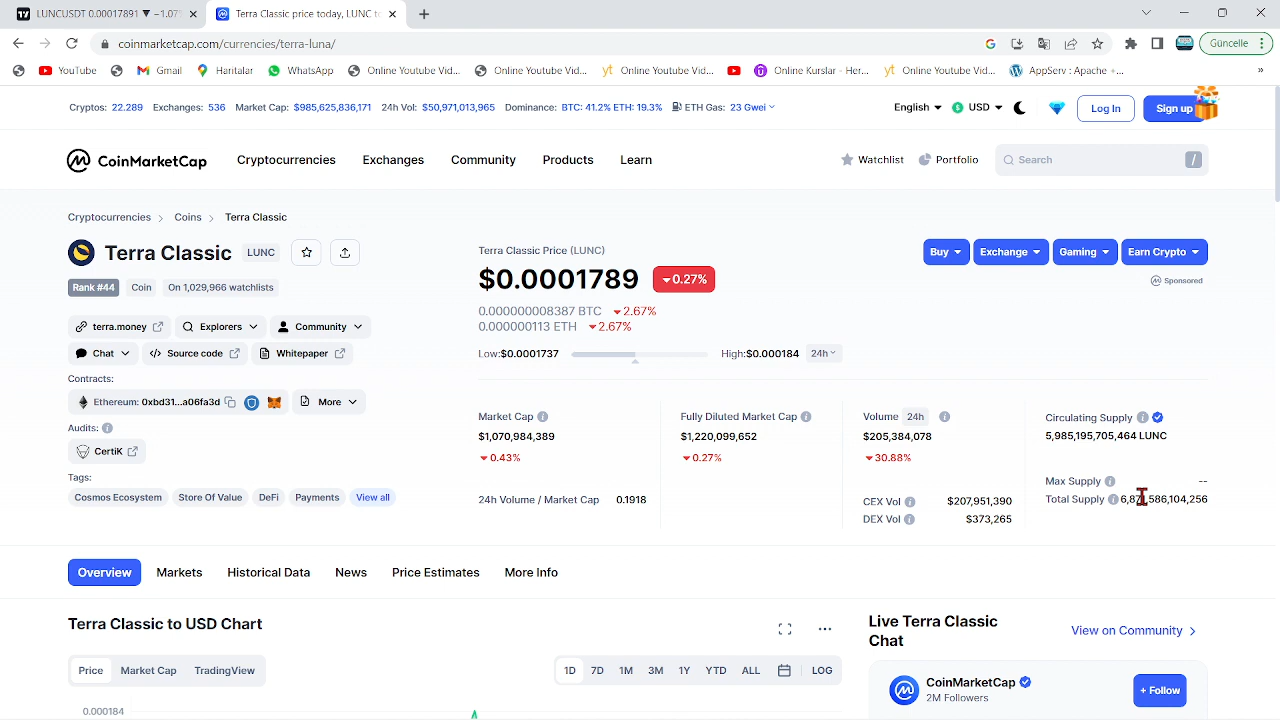 LUNCUSDT 0.00017891 ▼ −1.07%
Terra Classic price today, LUNC to
coinmarketcap.com/currencies/terra-luna/
Güncelle
YouTube Gmail Haritalar WhatsApp Online Youtube Vid... Online Youtube Vid... Online Youtube Vid... Online Kurslar - Her... Online Youtube Vid... AppServ : Apache +...
Cryptos: 22.289 Exchanges: 536 Market Cap: $985,625,836,171 24h Vol: $50,971,013,965 Dominance: BTC: 41.2% ETH: 19.3% ETH Gas: 23 Gwei
English USD Log In Sign up
CoinMarketCap Cryptocurrencies Exchanges Community Products Learn
Watchlist Portfolio Search /
Cryptocurrencies > Coins > Terra Classic
Terra Classic LUNC
Rank #44 Coin On 1,029,966 watchlists
terra.money Explorers Community
Chat Source code Whitepaper
Contracts:
Ethereum: 0xbd31...a06fa3d More
Audits:
CertiK
Tags:
Cosmos Ecosystem Store Of Value DeFi Payments View all
Terra Classic Price (LUNC)
$0.0001789 0.27%
0.000000008387 BTC 2.67%
0.000000113 ETH 2.67%
Low:$0.0001737 High:$0.000184 24h
Buy Exchange Gaming Earn Crypto
Sponsored
Market Cap
$1,070,984,389
0.43%
24h Volume / Market Cap 0.1918
Fully Diluted Market Cap
$1,220,099,652
0.27%
Volume 24h
$205,384,078
30.88%
CEX Vol $207,951,390
DEX Vol $373,265
Circulating Supply
5,985,195,705,464 LUNC
Max Supply --
Total Supply
Overview Markets Historical Data News Price Estimates More Info
Terra Classic to USD Chart
Price Market Cap TradingView
1D 7D 1M 3M 1Y YTD ALL LOG
0.000184
Live Terra Classic
Chat
View on Community >
CoinMarketCap
2M Followers
+ Follow